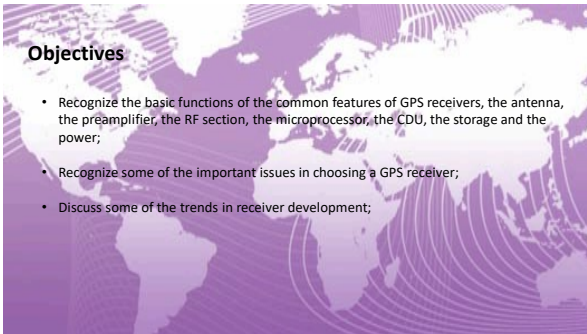 Objectives
• Recognize the basic functions of the common features of GPS receivers, the antenna,
the preamplifier, the RF section, the microprocessor, the CDU, the storage and the
power;
• Recognize some of the important issues in choosing a GPS receiver;
• Discuss some of the trends in receiver development;